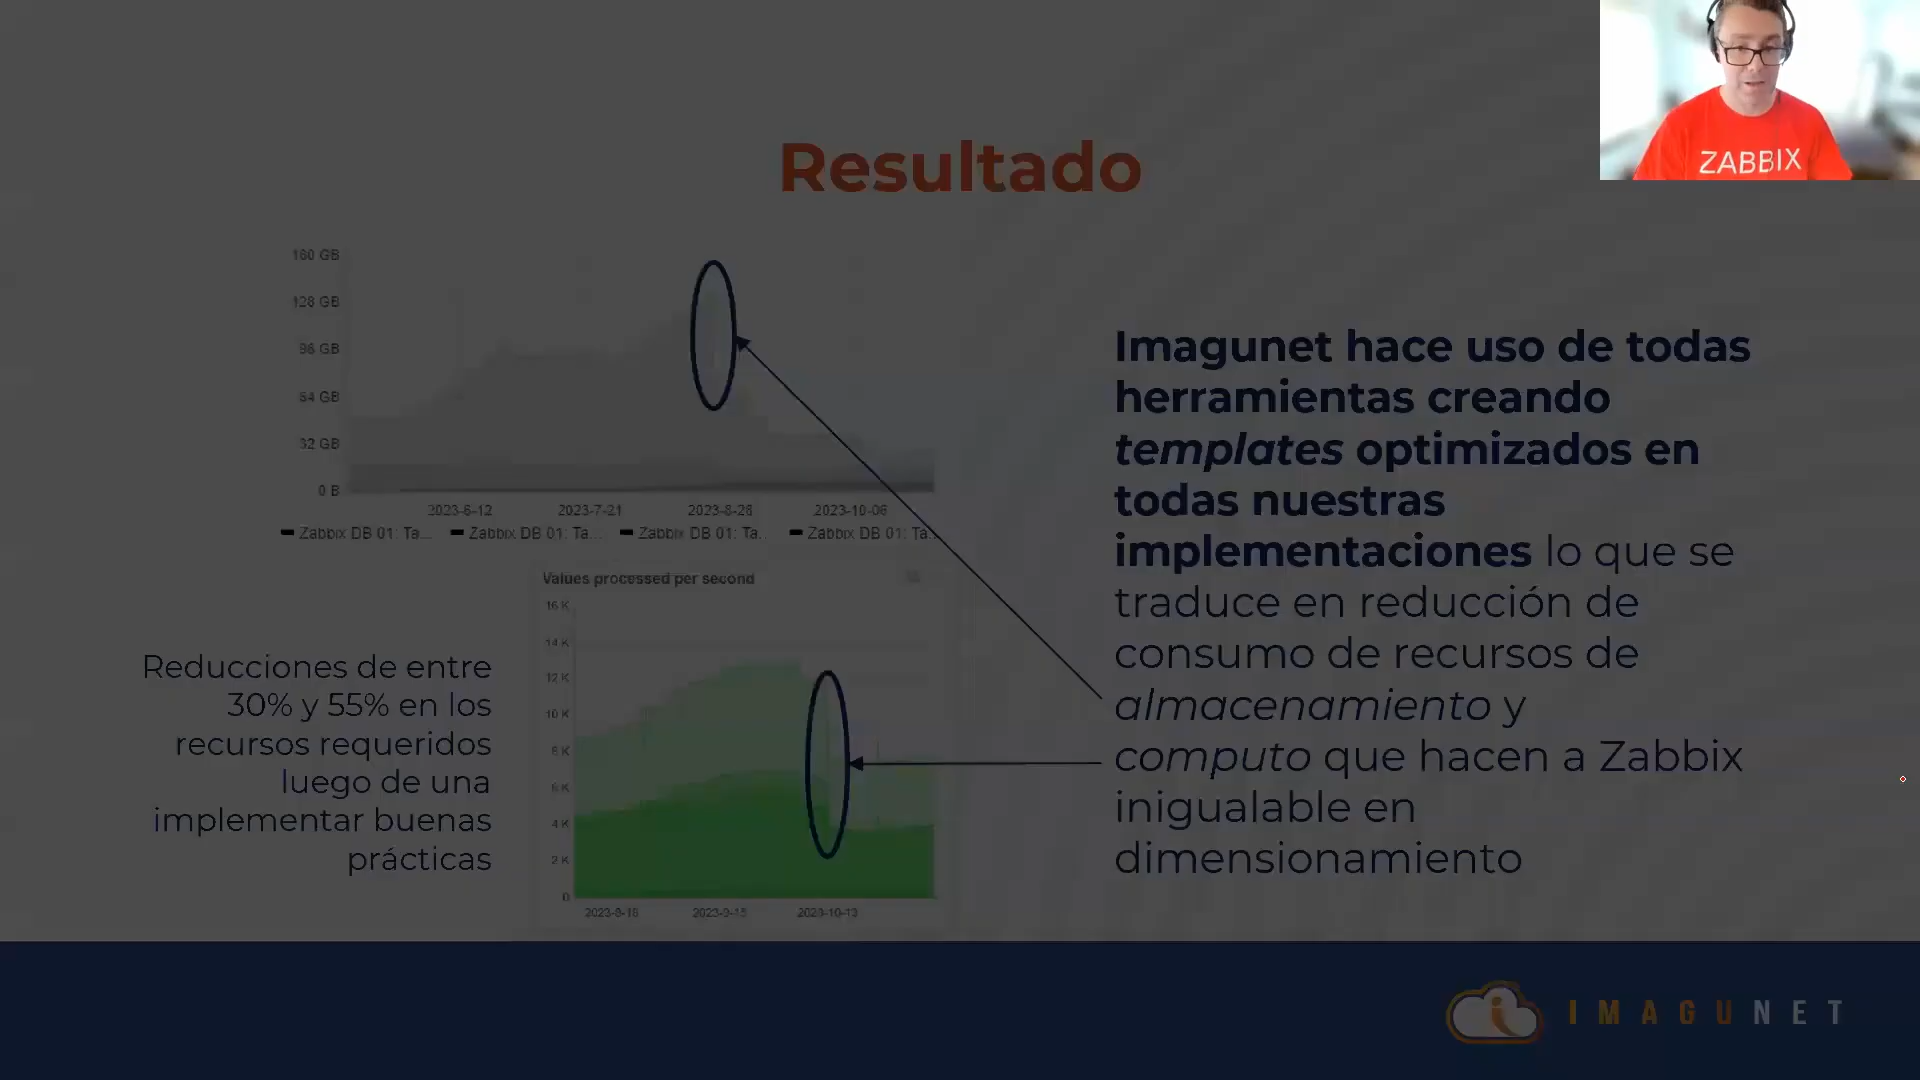 ZABBIX
Resultado
160 GB
128 GB
96 GB
64 GB
32 GB
0 B
2023-6-12 2023-7-21 2023-8-28 2023-10-06
Zabbix DB 01: Ta... Zabbix DB 01: Ta... Zabbix DB 01: Ta... Zabbix DB 01: Ta...
Values processed per second
16 K
14 K
12 K
10 K
8 K
6 K
4 K
2 K
0
2023-8-18 2023-9-15 2023-10-13
Reducciones de entre
30% y 55% en los
recursos requeridos
luego de una
implementar buenas
prácticas
Imagunet hace uso de todas
herramientas creando
templates optimizados en
todas nuestras
implementaciones lo que se
traduce en reducción de
consumo de recursos de
almacenamiento y
computo que hacen a Zabbix
inigualable en
dimensionamiento
IMAGUNET